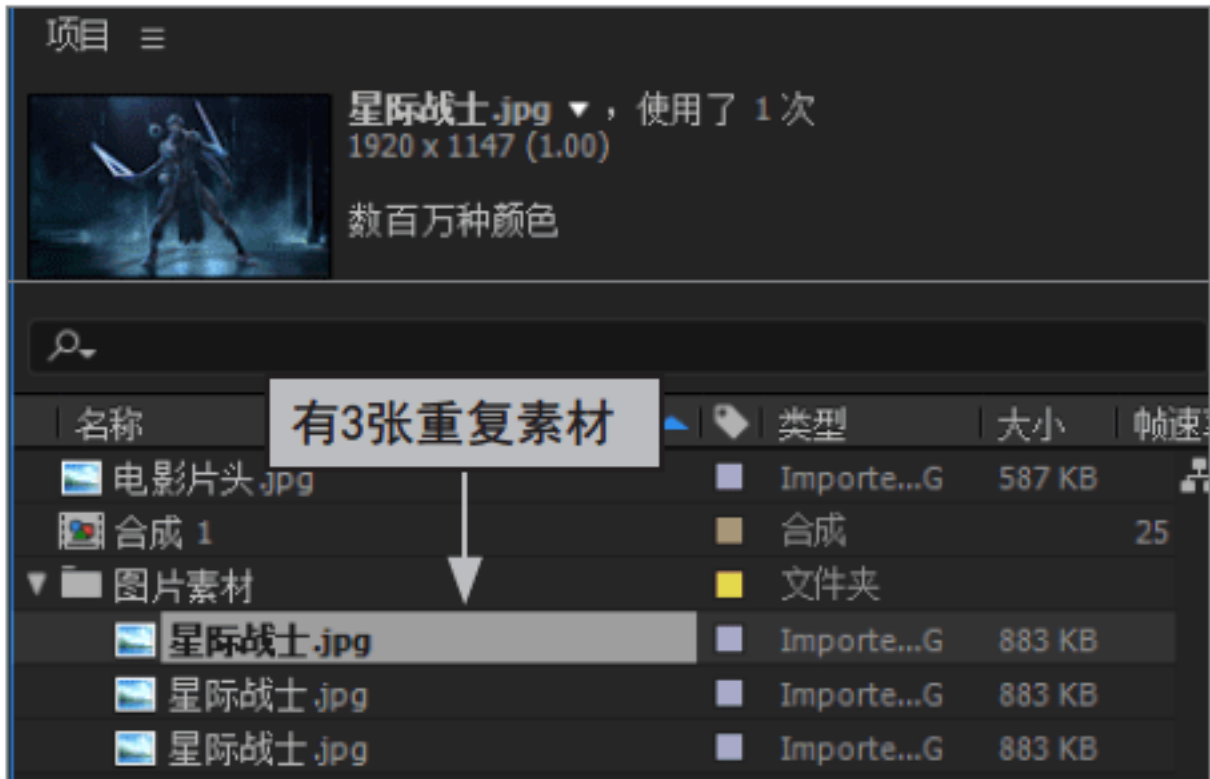 项目
星际战士.jpg ，使用了 1 次
1920 x 1147 (1.00)
数百万种颜色
有3张重复素材
名称 类型 大小 帧速率
电影片头.jpg Importe...G 587 KB
合成 1 合成 25
图片素材 文件夹
星际战士.jpg Importe...G 883 KB
星际战士.jpg Importe...G 883 KB
星际战士.jpg Importe...G 883 KB